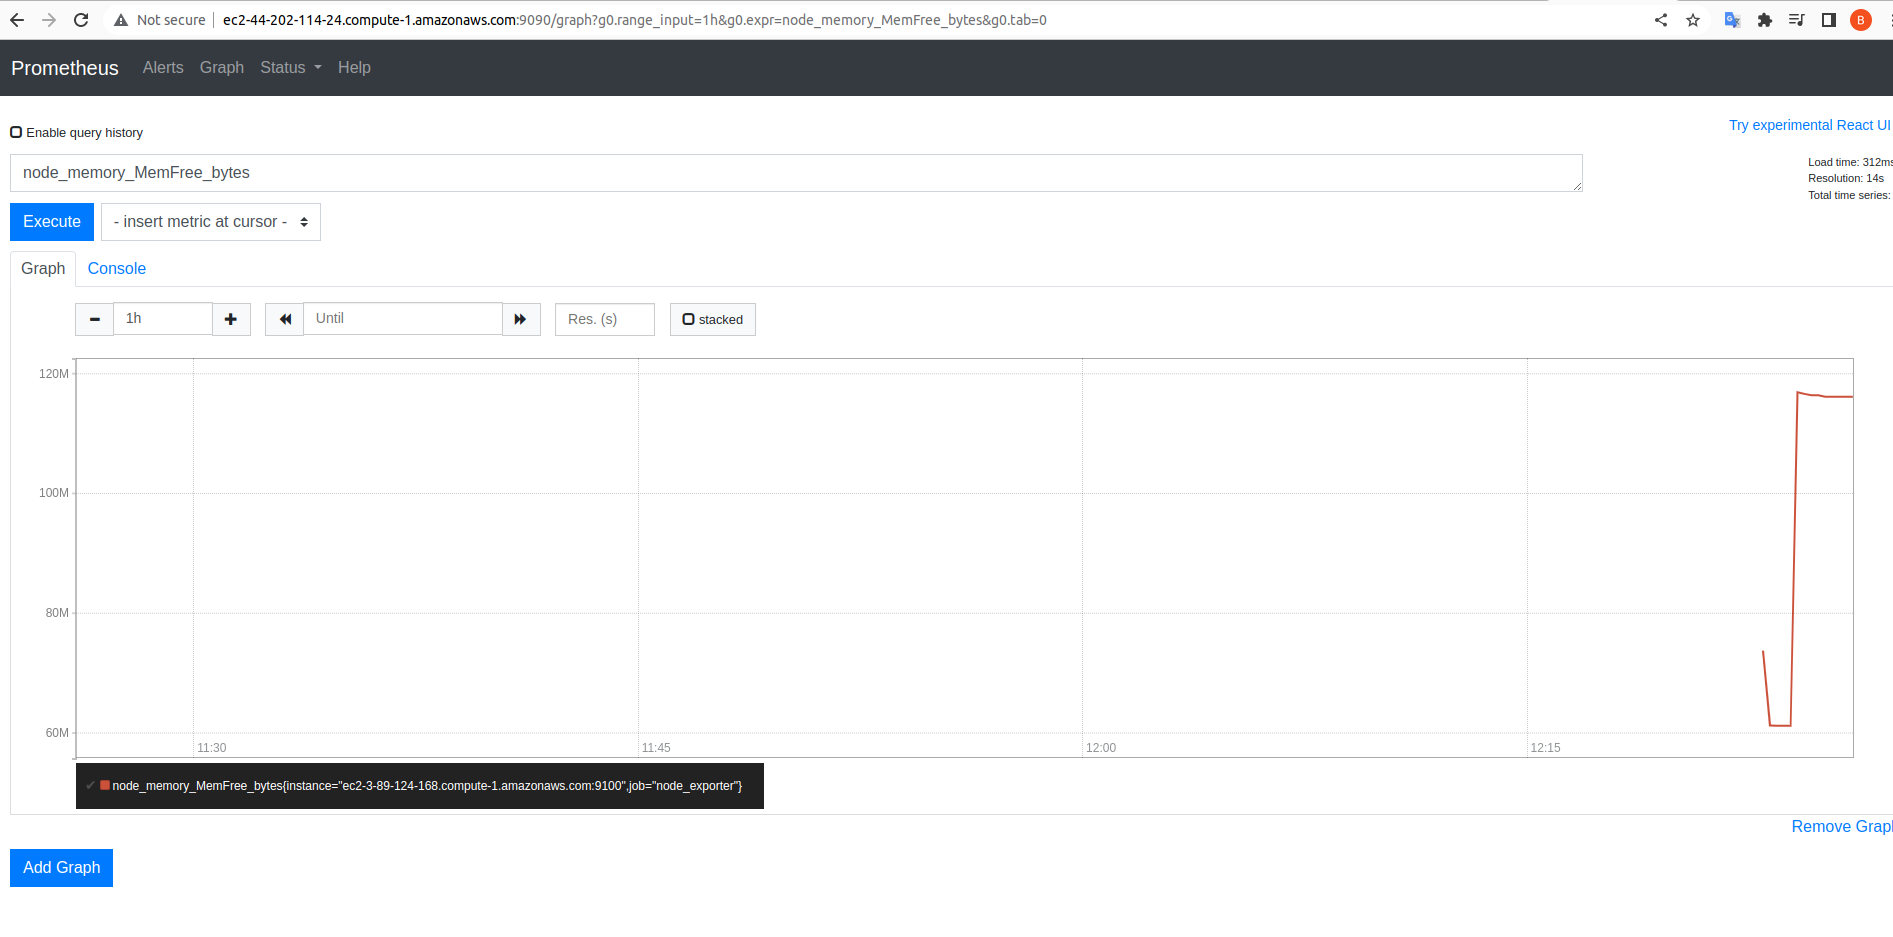 Not secure ec2-44-202-114-24.compute-1.amazonaws.com:9090/graph?g0.range_input=1h&g0.expr=node_memory_MemFree_bytes&g0.tab=0
B
Prometheus Alerts Graph Status Help
Enable query history
Try experimental React UI
node_memory_MemFree_bytes
Load time: 312ms
Resolution: 14s
Total time series:
Execute - insert metric at cursor -
Graph Console
1h Until Res. (s) stacked
120M
100M
80M
60M
11:30 11:45 12:00 12:15
node_memory_MemFree_bytes{instance="ec2-3-89-124-168.compute-1.amazonaws.com:9100",job="node_exporter"}
Remove Graph
Add Graph